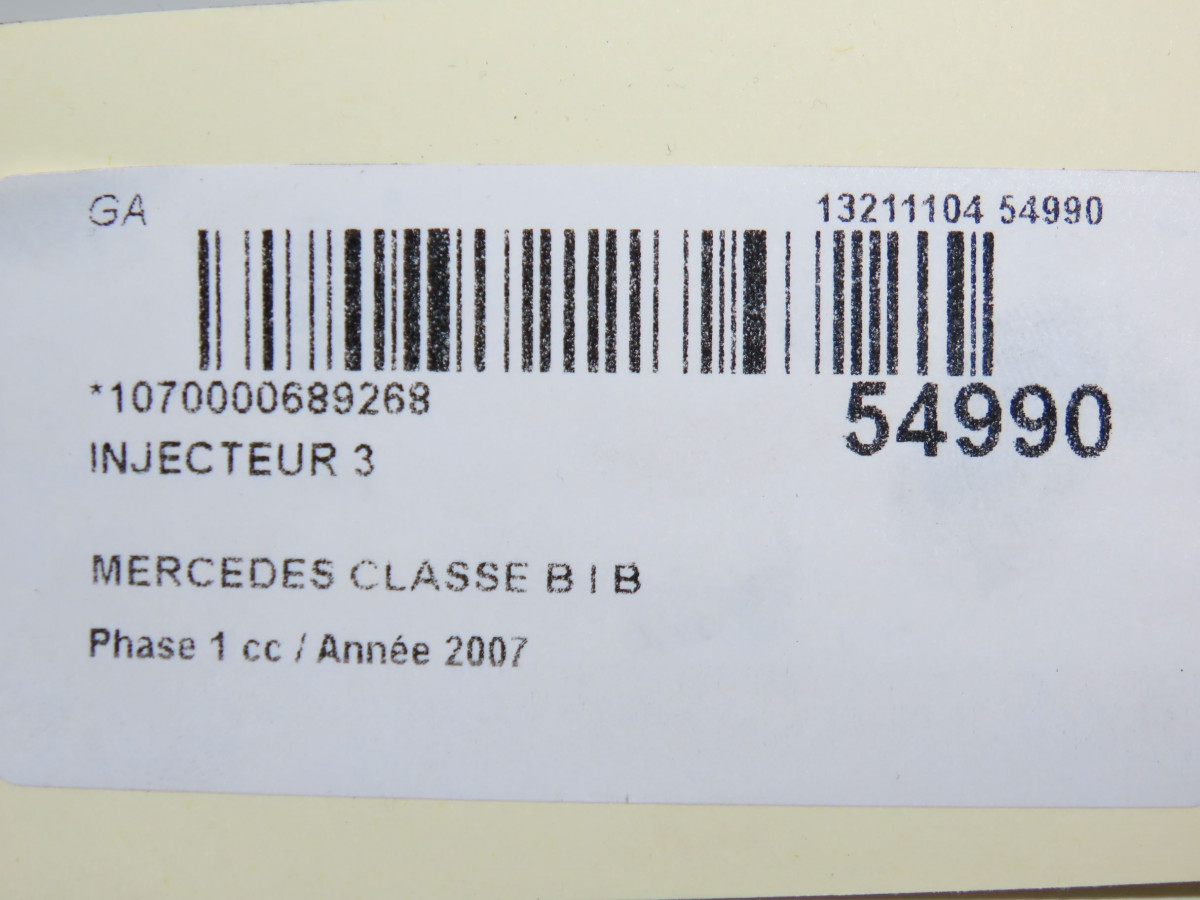 GA
13211104 54990
*1070000689268
54990
INJECTEUR 3
MERCEDES CLASSE B I B
Phase 1 cc / Année 2007